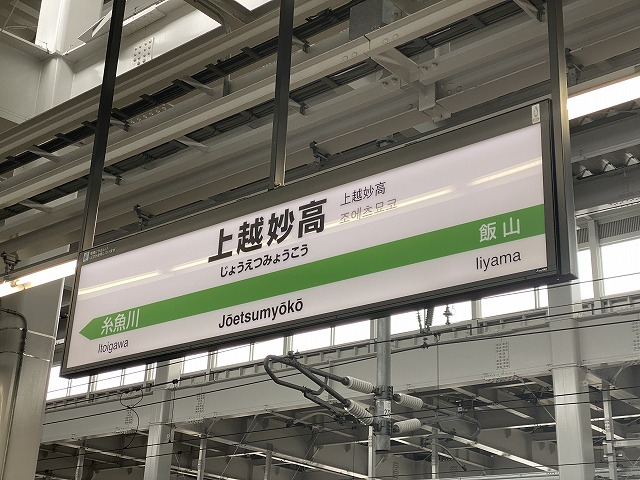 上越妙高
上越妙高
조에츠묘코
じょうえつみょうこう
Jōetsumyōkō
糸魚川
Itoigawa
飯山
Iiyama